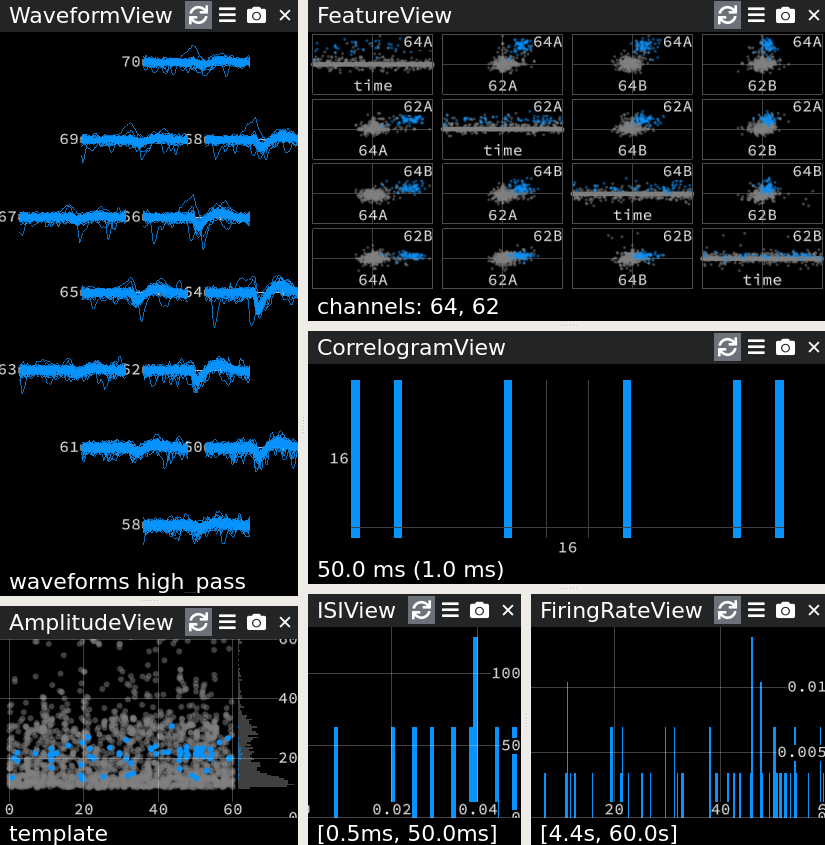 WaveformView
70
69 68
67 66
65 64
63 62
61 60
58
waveforms high_pass
FeatureView
64A 64A 64A 64A
time 62A 64B 62B
62A 62A 62A 62A
64A time 64B 62B
64B 64B 64B 64B
64A 62A time 62B
62B 62B 62B 62B
64A 62A 64B time
channels: 64, 62
CorrelogramView
16
16
50.0 ms (1.0 ms)
AmplitudeView
60
40
20
0
0 20 40 60
template
ISIView
100
50
0
0.02 0.04
[0.5ms, 50.0ms]
FiringRateView
0.01
0.005
20 40
[4.4s, 60.0s]